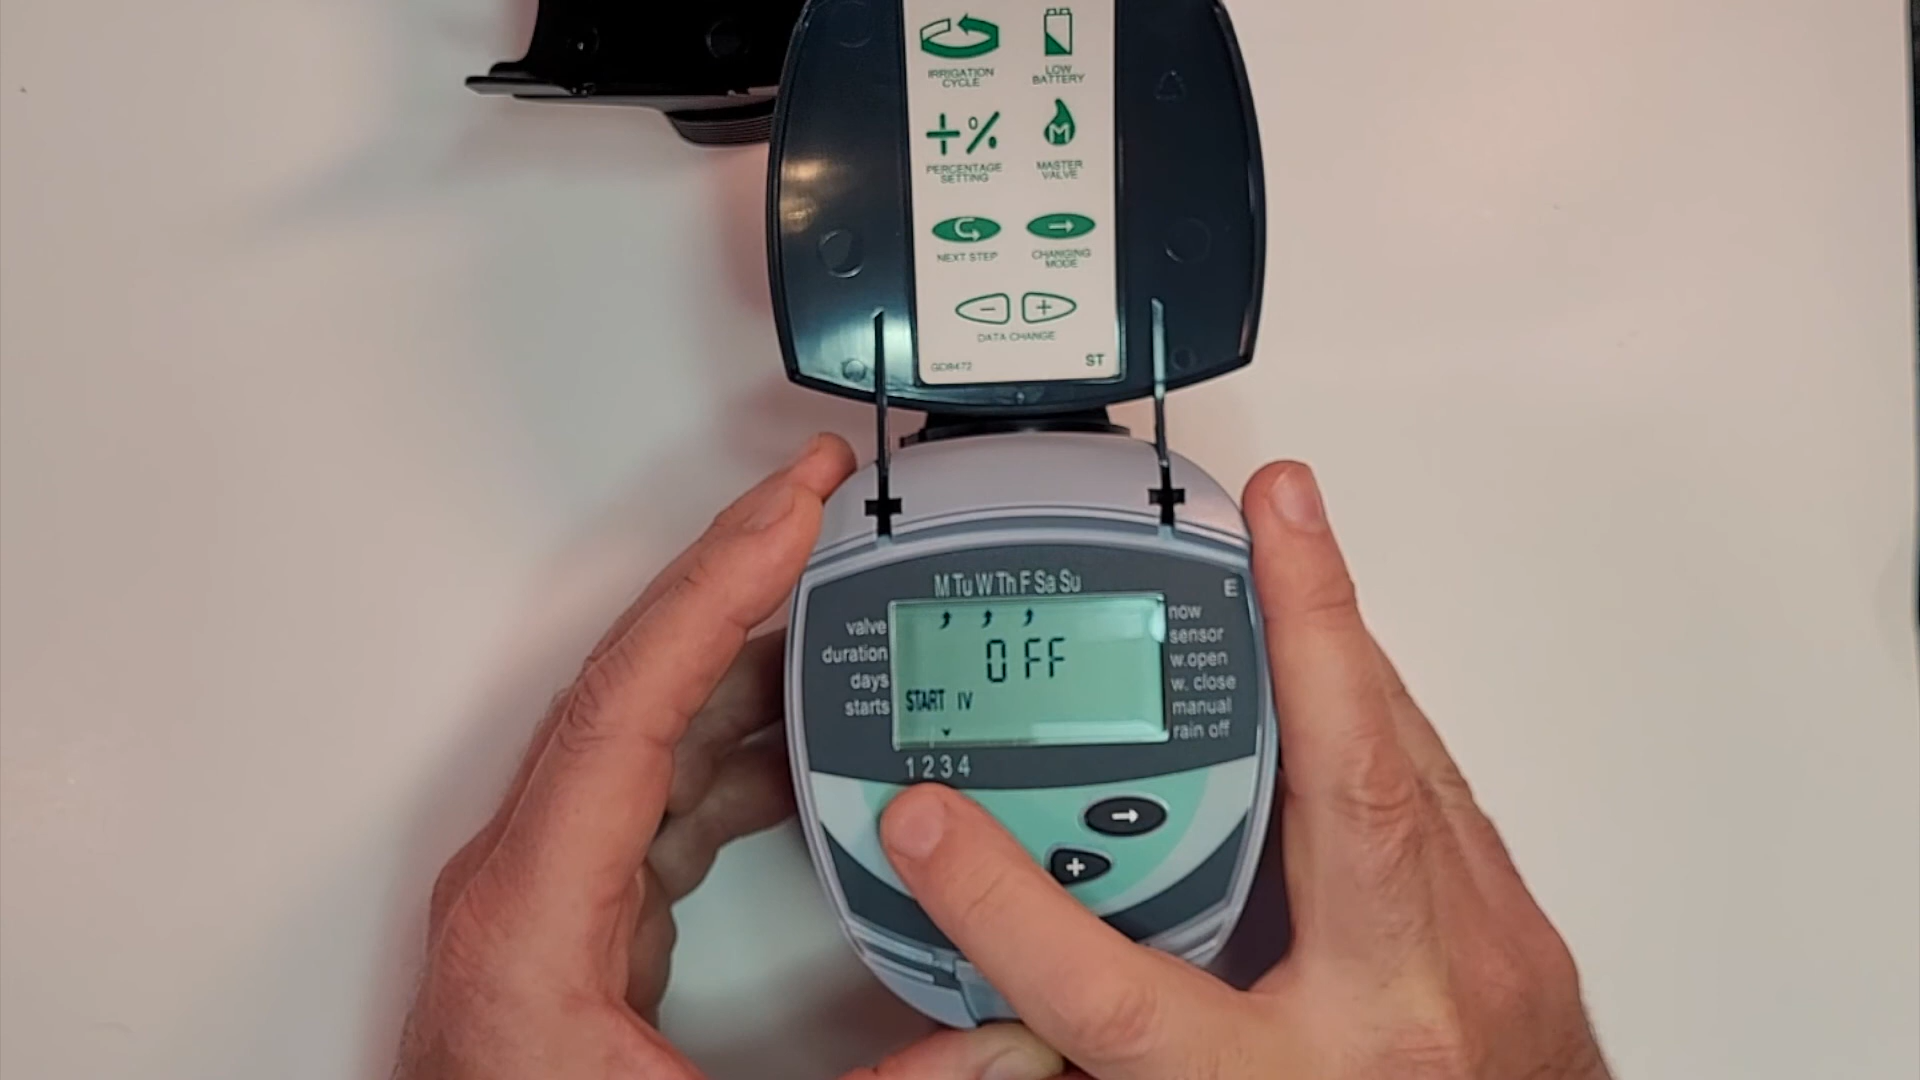 IRRIGATION CYCLE
LOW BATTERY
+%
M
PERCENTAGE SETTING
MASTER VALVE
NEXT STEP
CHANGING MODE
- +
DATA CHANGE
GD8472
ST
M Tu W Th F Sa Su
E
valve
duration
days
starts
OFF
START IV
now
sensor
w.open
w. close
manual
rain off
1 2 3 4
+